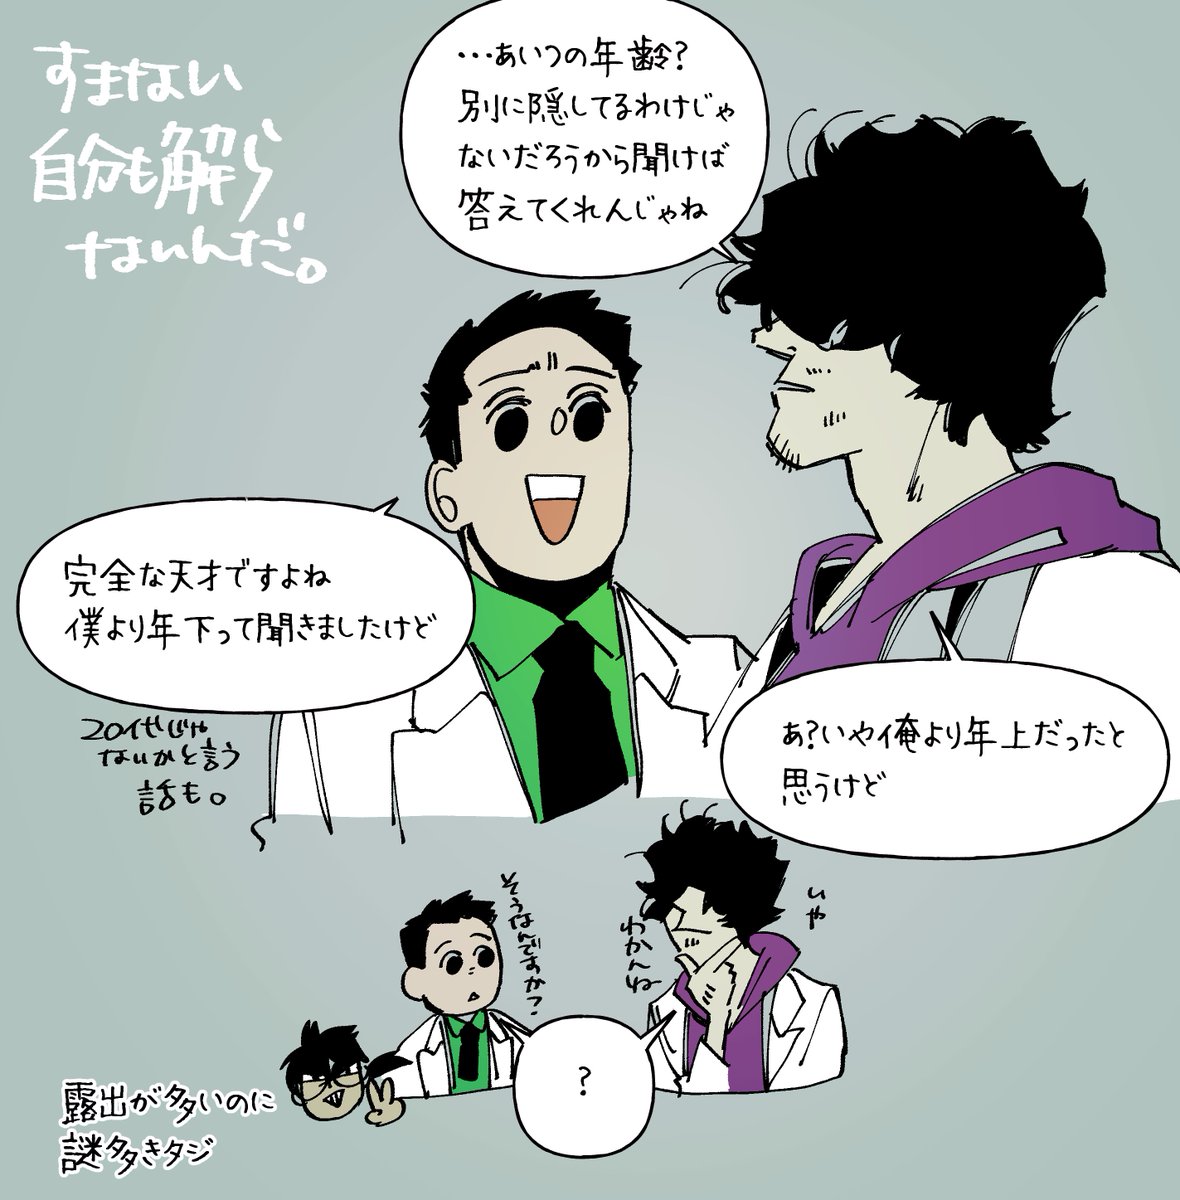 すまない
自分も解ら
ないんだ。
…あいつの年齢?
別に隠してるわけじゃ
ないだろうから聞けば
答えてくれんじゃね
完全な天才ですよね
僕より年下って聞きましたけど
20代じゃ
ないかと言う
話も。
あ?いや俺より年上だったと
思うけど
そうなんですか?
いや
わかんねー
?
露出が多いのに
謎多きタジ